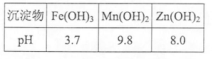 沉淀物 Fe(OH)₃ Mn(OH)₂ Zn(OH)₂
pH 3.7 9.8 8.0